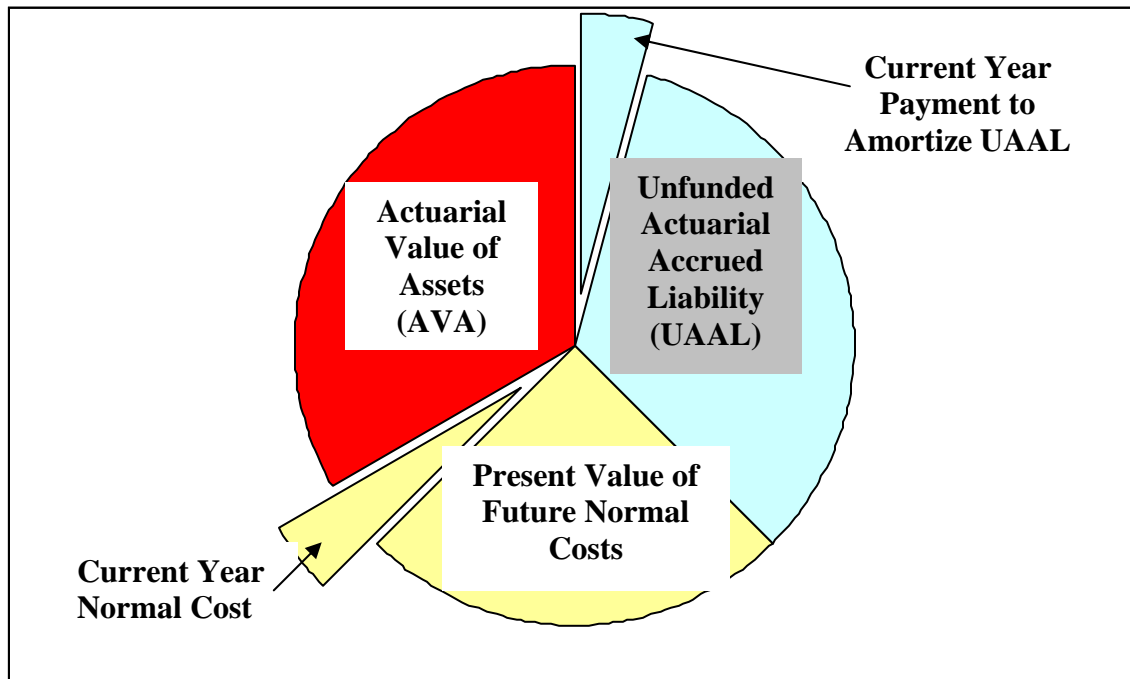 Current Year
Payment to
Amortize UAAL
Unfunded
Actuarial
Accrued
Liability
(UAAL)
Actuarial
Value of
Assets
(AVA)
Present Value of
Future Normal
Costs
Current Year
Normal Cost